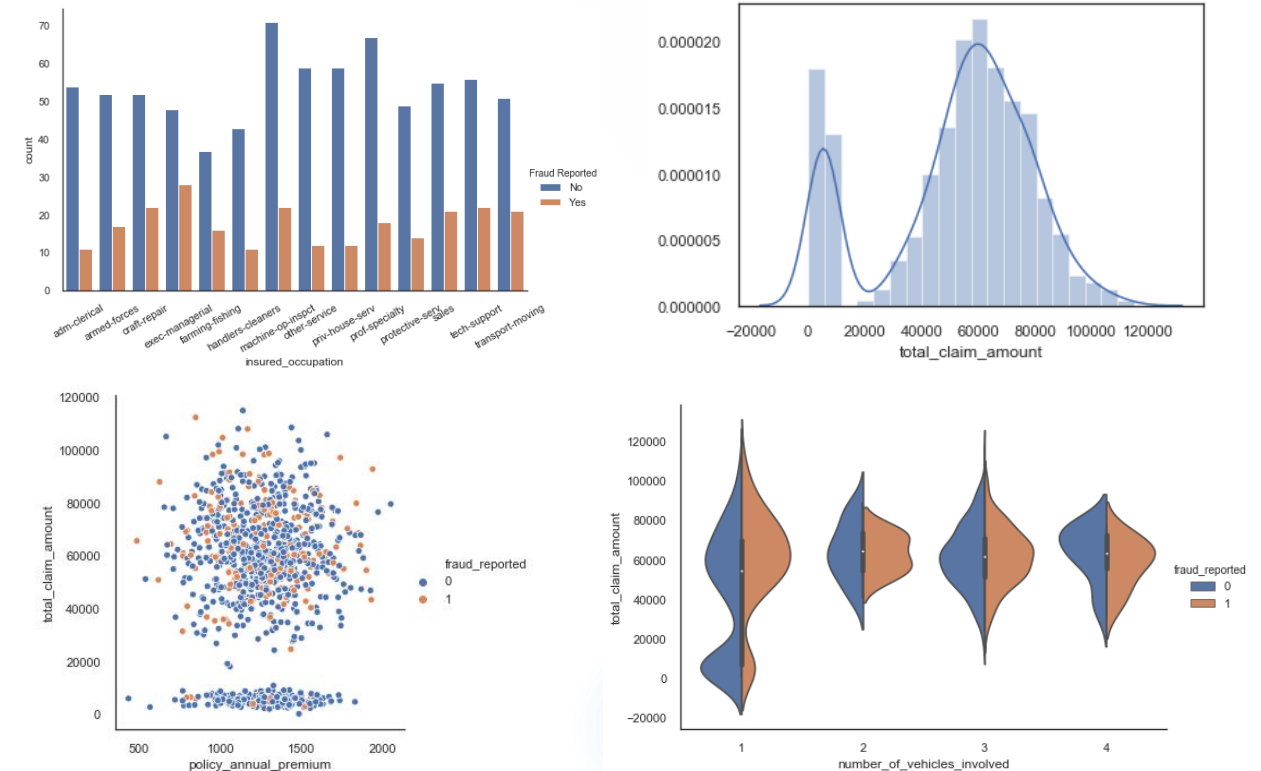 70
60
50
40
30
20
10
0
count
adm-clerical
armed-forces
craft-repair
exec-managerial
farming-fishing
handlers-cleaners
machine-op-inspct
other-service
priv-house-serv
prof-specialty
protective-serv
sales
tech-support
transport-moving
insured_occupation
Fraud Reported
No
Yes
0.000020
0.000015
0.000010
0.000005
0.000000
−20000 0 20000 40000 60000 80000 100000 120000
total_claim_amount
120000
100000
80000
60000
40000
20000
0
total_claim_amount
500 1000 1500 2000
policy_annual_premium
fraud_reported
0
1
120000
100000
80000
60000
40000
20000
0
−20000
total_claim_amount
1 2 3 4
number_of_vehicles_involved
fraud_reported
0
1